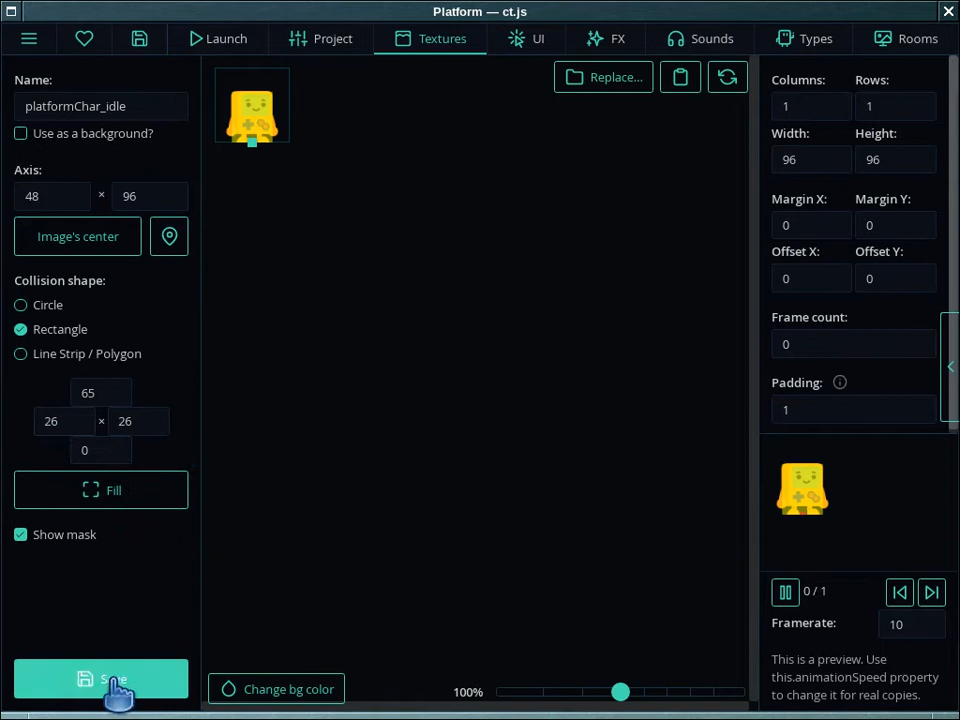 Platform — ct.js
Launch
Project
Textures
UI
FX
Sounds
Types
Rooms
Name:
platformChar_idle
Use as a background?
Axis:
48 × 96
Image's center
Collision shape:
Circle
Rectangle
Line Strip / Polygon
65
26 × 26
0
Fill
Show mask
Save
Replace...
Change bg color
100%
Columns: Rows:
1 1
Width: Height:
96 96
Margin X: Margin Y:
0 0
Offset X: Offset Y:
0 0
Frame count:
0
Padding:
1
0 / 1
Framerate: 10
This is a preview. Use
this.animationSpeed property
to change it for real copies.